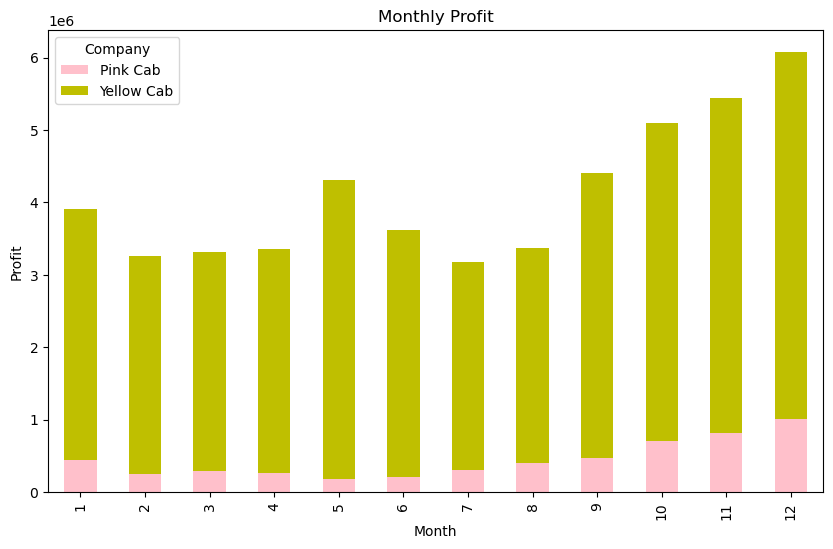 Monthly Profit
1e6
Company
Pink Cab
Yellow Cab
6
5
4
3
2
1
0
Profit
1 2 3 4 5 6 7 8 9 10 11 12
Month